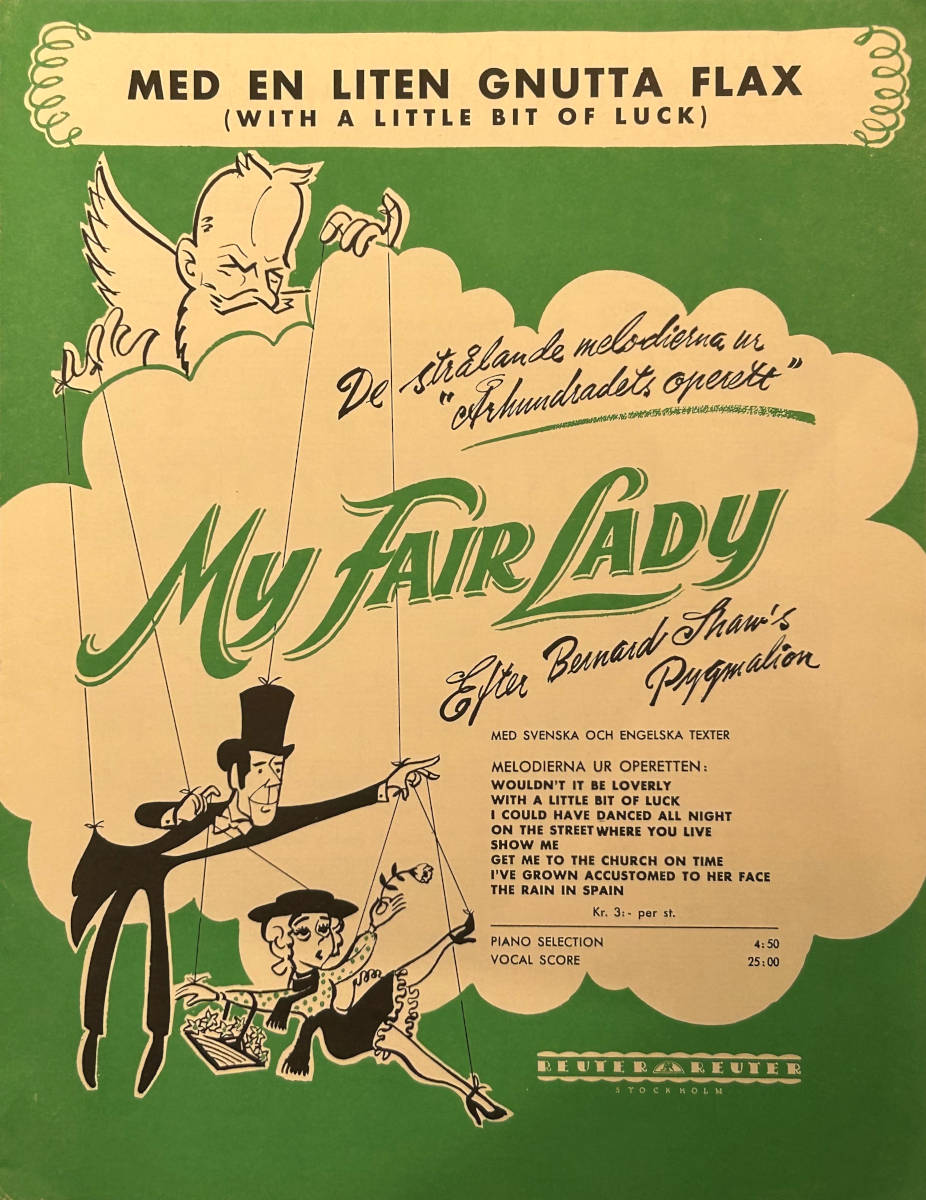 MED EN LITEN GNUTTA FLAX
(WITH A LITTLE BIT OF LUCK)
De strålande melodierna ur
"Århundradets operett"
MY FAIR LADY
Efter Bernard Shaw's
Pygmalion
MED SVENSKA OCH ENGELSKA TEXTER
MELODIERNA UR OPERETTEN:
WOULDN'T IT BE LOVERLY
WITH A LITTLE BIT OF LUCK
I COULD HAVE DANCED ALL NIGHT
ON THE STREET WHERE YOU LIVE
SHOW ME
GET ME TO THE CHURCH ON TIME
I'VE GROWN ACCUSTOMED TO HER FACE
THE RAIN IN SPAIN
Kr. 3:- per st.
PIANO SELECTION 4:50
VOCAL SCORE 25:00
REUTER REUTER
STOCKHOLM